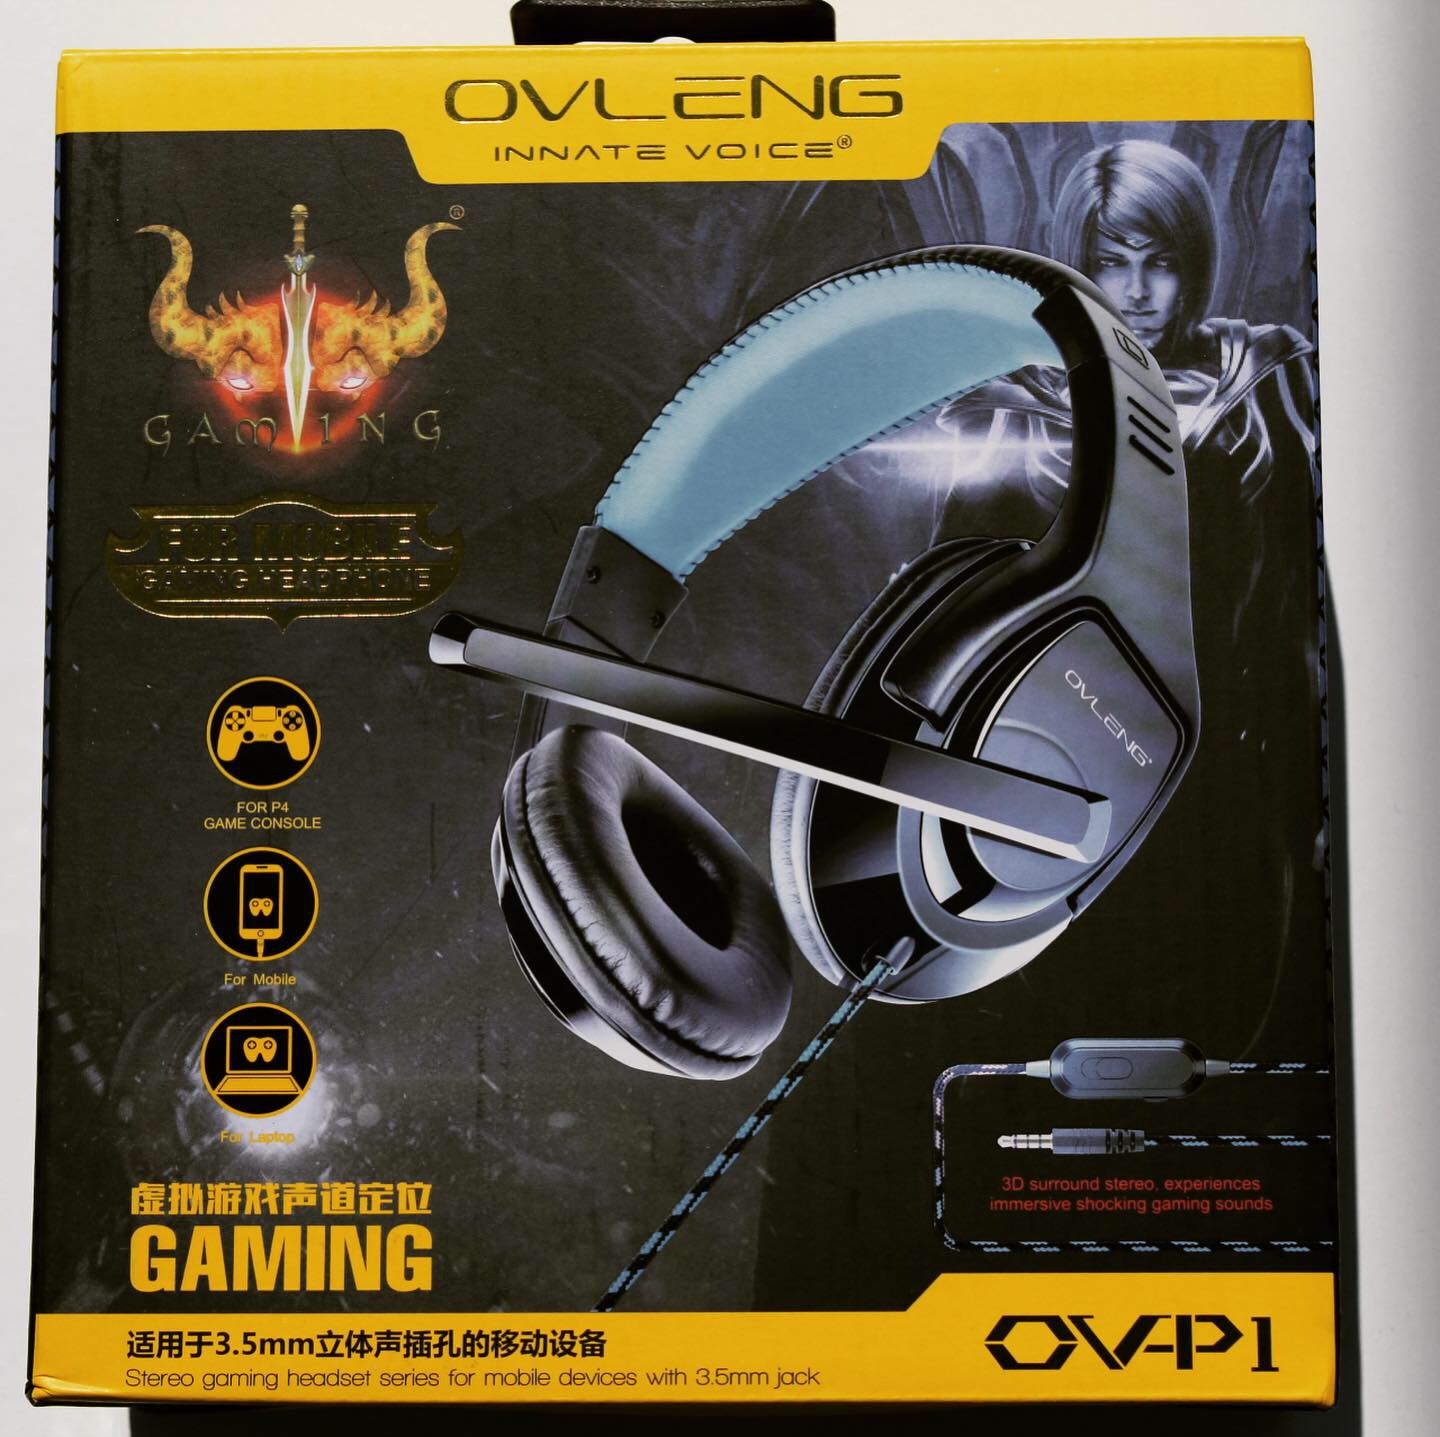 OVLENG
INNATE VOICE®
®
GAMING
FOR MOBILE
GAMING HEADPHONE
FOR P4
GAME CONSOLE
For Mobile
For Laptop
OVLENG
虚拟游戏声道定位
GAMING
3D surround stereo, experiences
immersive shocking gaming sounds
适用于3.5mm立体声插孔的移动设备
Stereo gaming headset series for mobile devices with 3.5mm jack
OV-P1